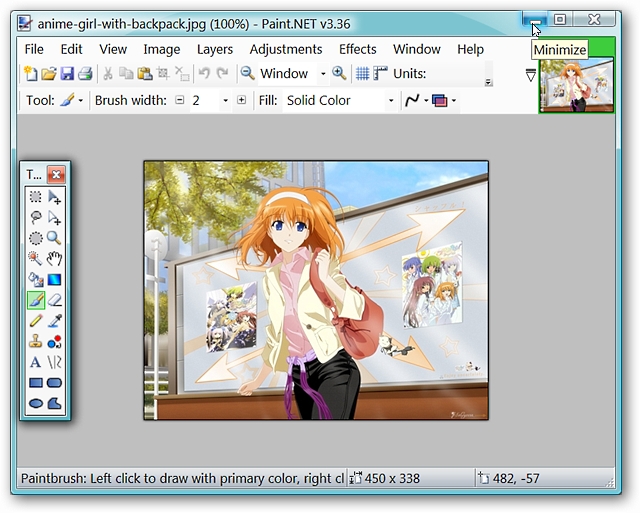 anime-girl-with-backpack.jpg (100%) - Paint.NET v3.36
File Edit View Image Layers Adjustments Effects Window Help
Minimize
Window Units:
Tool: Brush width: 2 Fill: Solid Color
T...
Paintbrush: Left click to draw with primary color, right cl 450 x 338 482, -57